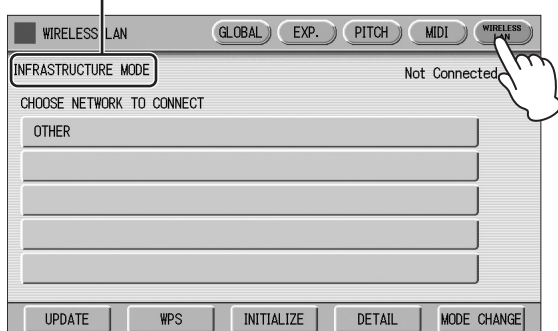 WIRELESS LAN GLOBAL EXP. PITCH MIDI WIRELESS LAN
INFRASTRUCTURE MODE Not Connected
CHOOSE NETWORK TO CONNECT
OTHER
UPDATE WPS INITIALIZE DETAIL MODE CHANGE